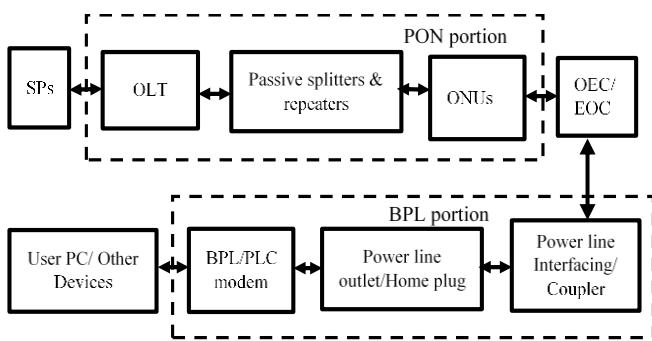 PON portion
SPs
OLT
Passive splitters &
repeaters
ONUs
OEC/
EOC
BPL portion
User PC/ Other
Devices
BPL/PLC
modem
Power line
outlet/Home plug
Power line
Interfacing/
Coupler